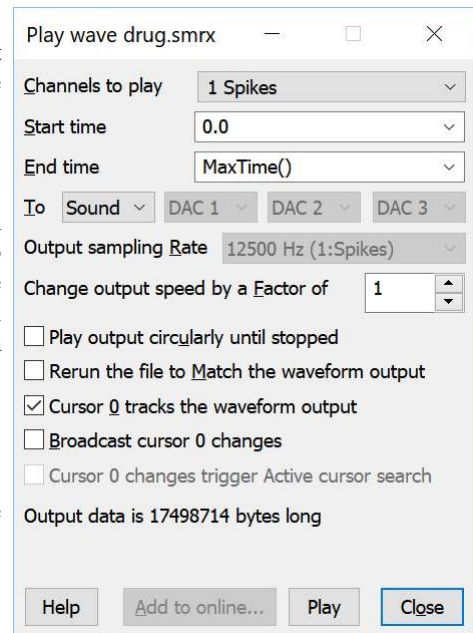 Play wave drug.smrx
Channels to play 1 Spikes
Start time 0.0
End time MaxTime()
To Sound DAC 1 DAC 2 DAC 3
Output sampling Rate 12500 Hz (1:Spikes)
Change output speed by a Factor of 1
Play output circularly until stopped
Rerun the file to Match the waveform output
Cursor 0 tracks the waveform output
Broadcast cursor 0 changes
Cursor 0 changes trigger Active cursor search
Output data is 17498714 bytes long
Help Add to online... Play Close